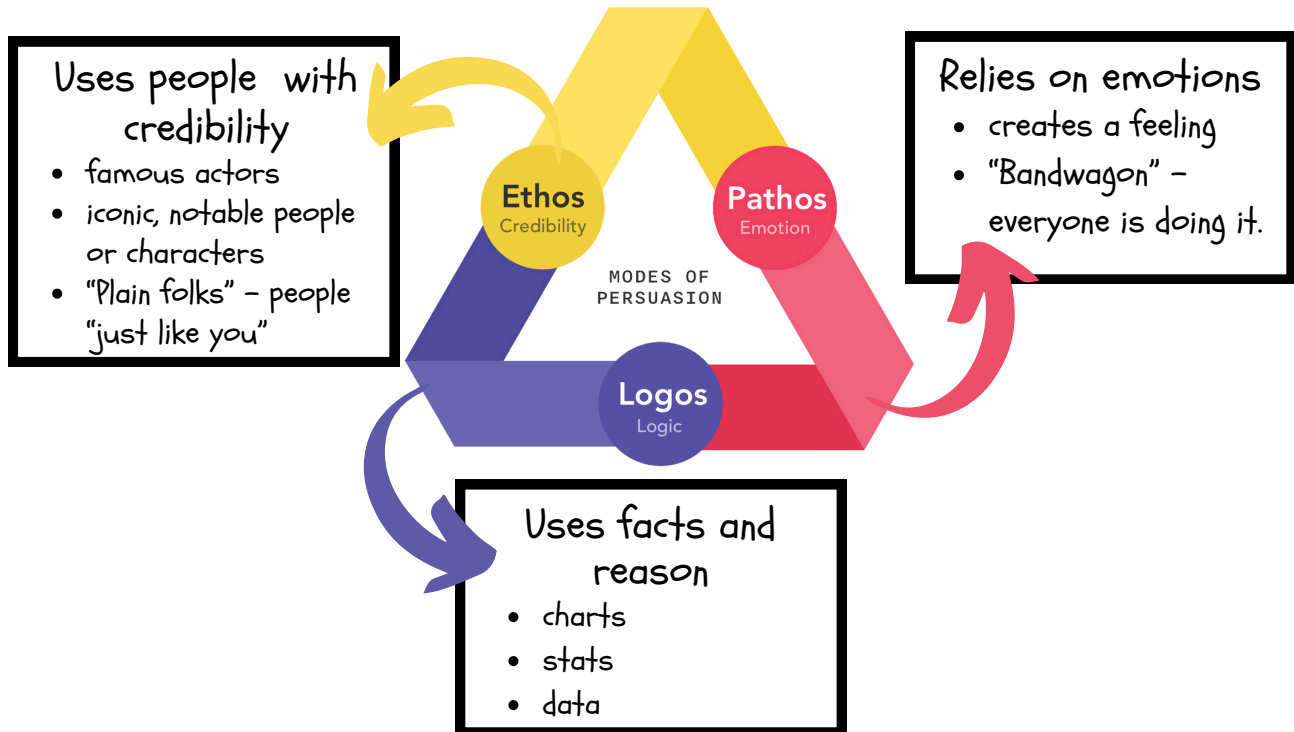 Uses people with
credibility
• famous actors
• iconic, notable people
or characters
• “Plain folks” – people
“just like you”
Ethos
Credibility
Pathos
Emotion
MODES OF
PERSUASION
Logos
Logic
Relies on emotions
• creates a feeling
• “Bandwagon” –
everyone is doing it.
Uses facts and
reason
• charts
• stats
• data